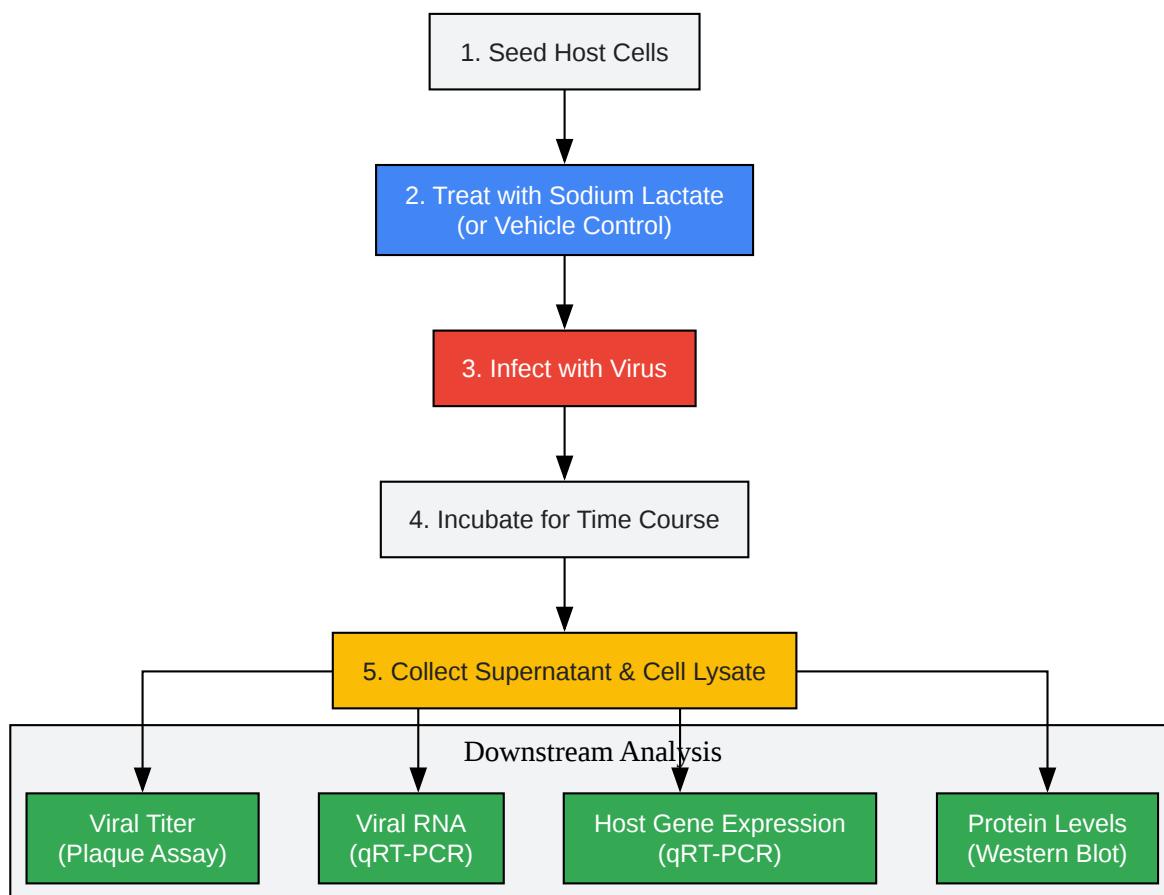 1. Seed Host Cells
2. Treat with Sodium Lactate
(or Vehicle Control)
3. Infect with Virus
4. Incubate for Time Course
5. Collect Supernatant & Cell Lysate
Downstream Analysis
Viral Titer
(Plaque Assay)
Viral RNA
(qRT-PCR)
Host Gene Expression
(qRT-PCR)
Protein Levels
(Western Blot)